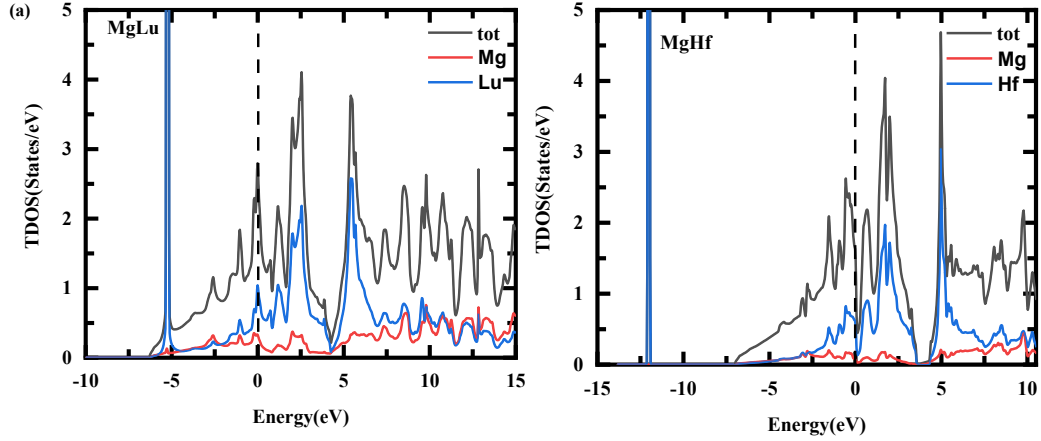 (a)
MgLu
tot
Mg
Lu
TDOS(States/eV)
5
4
3
2
1
0
-10 -5 0 5 10 15
Energy(eV)
MgHf
tot
Mg
Hf
TDOS(States/eV)
5
4
3
2
1
0
-15 -10 -5 0 5 10
Energy(eV)